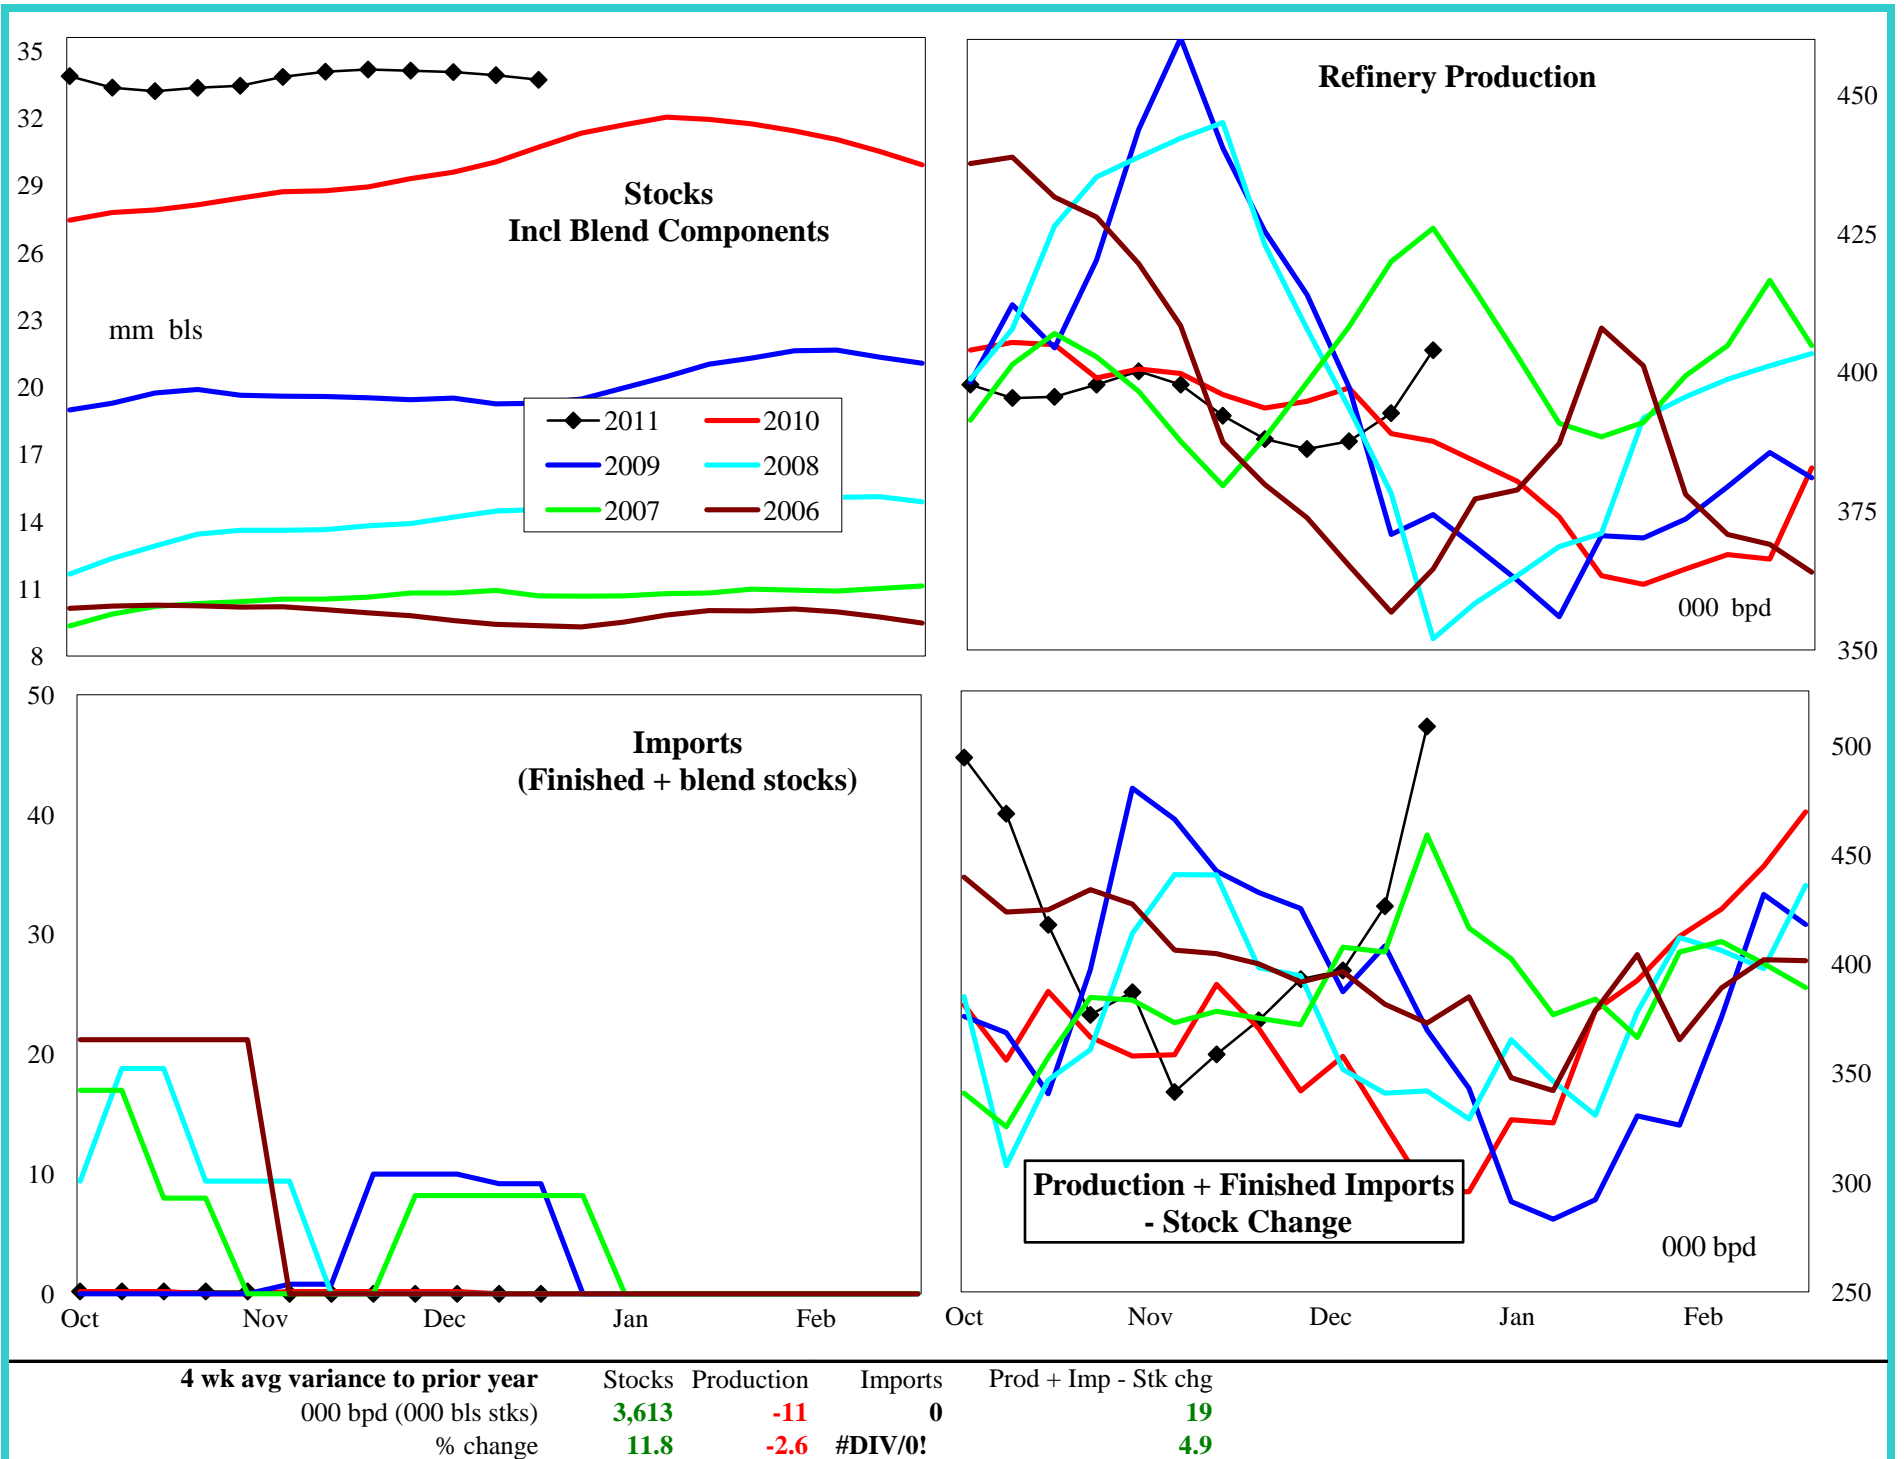 35
32
29
26
23
20
17
14
11
8
Stocks
Incl Blend Components
mm bls
2011 2010
2009 2008
2007 2006
Refinery Production
450
425
400
375
350
000 bpd
50
40
30
20
10
0
Imports
(Finished + blend stocks)
Oct Nov Dec Jan Feb
500
450
400
350
300
250
Production + Finished Imports
- Stock Change
000 bpd
Oct Nov Dec Jan Feb
4 wk avg variance to prior year Stocks Production Imports Prod + Imp - Stk chg
000 bpd (000 bls stks) 3,613 -11 0 19
% change 11.8 -2.6 #DIV/0! 4.9